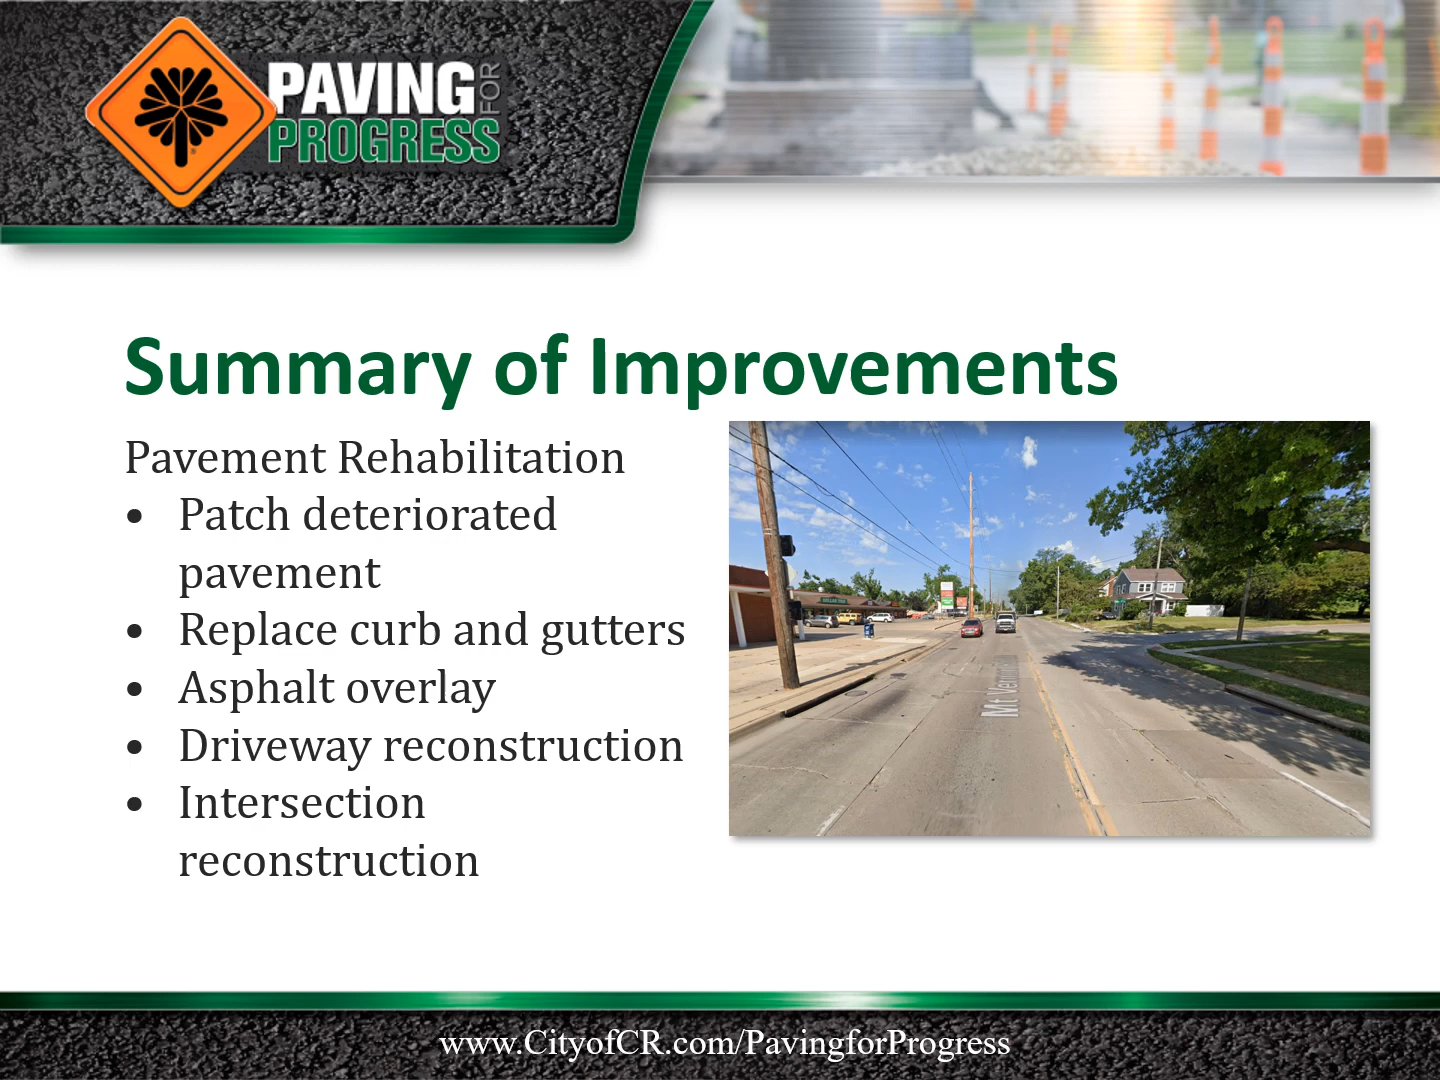 PAVING FOR
PROGRESS
Summary of Improvements
Pavement Rehabilitation
• Patch deteriorated
pavement
• Replace curb and gutters
• Asphalt overlay
• Driveway reconstruction
• Intersection
reconstruction
www.CityofCR.com/PavingforProgress